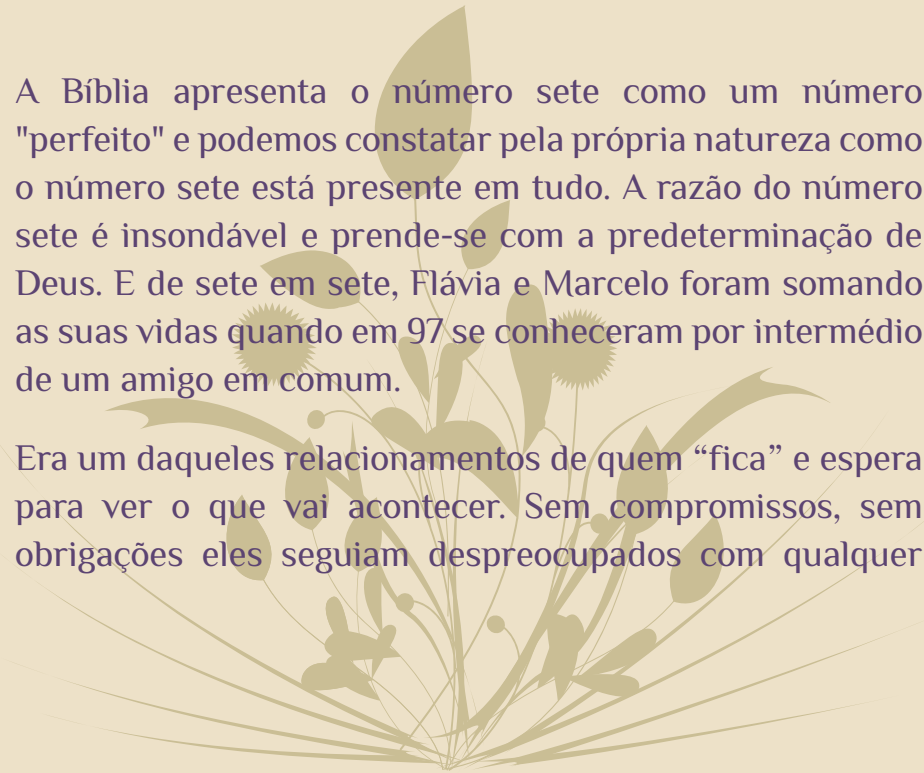 A Bíblia apresenta o número sete como um número
"perfeito" e podemos constatar pela própria natureza como
o número sete está presente em tudo. A razão do número
sete é insondável e prende-se com a predeterminação de
Deus. E de sete em sete, Flávia e Marcelo foram somando
as suas vidas quando em 97 se conheceram por intermédio
de um amigo em comum.
Era um daqueles relacionamentos de quem “fica” e espera
para ver o que vai acontecer. Sem compromissos, sem
obrigações eles seguiam despreocupados com qualquer